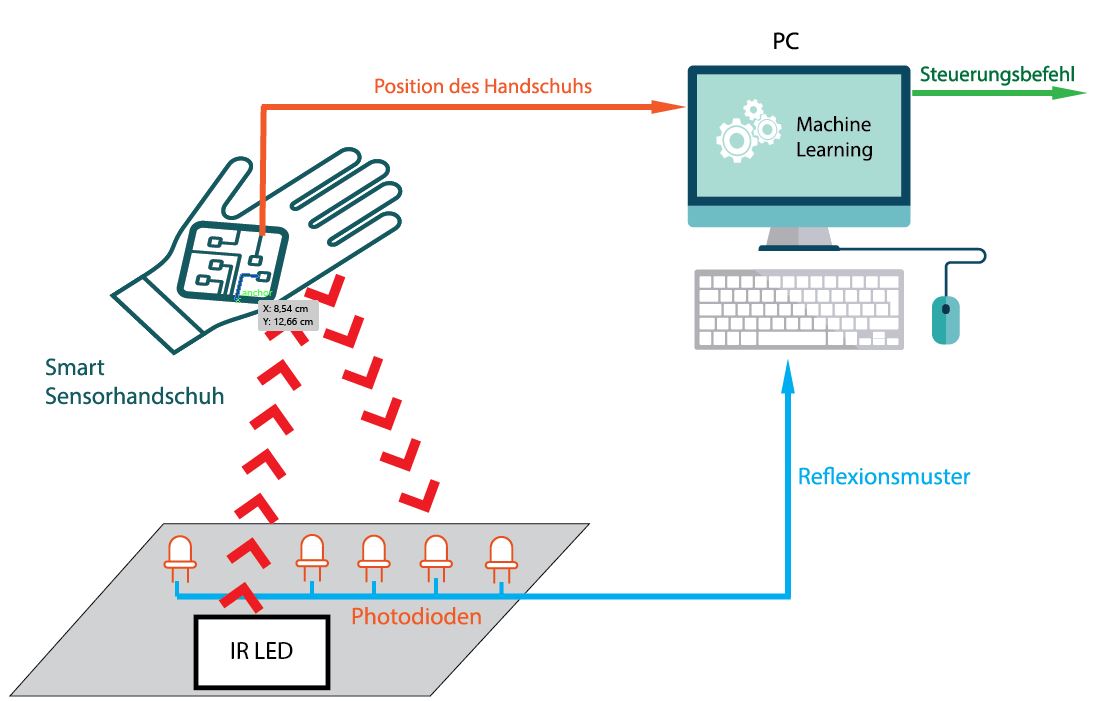 PC
Position des Handschuhs
Steuerungsbefehl
Machine
Learning
anchor
X: 8,54 cm
Y: 12,66 cm
Smart
Sensorhandschuh
Reflexionsmuster
Photodioden
IR LED